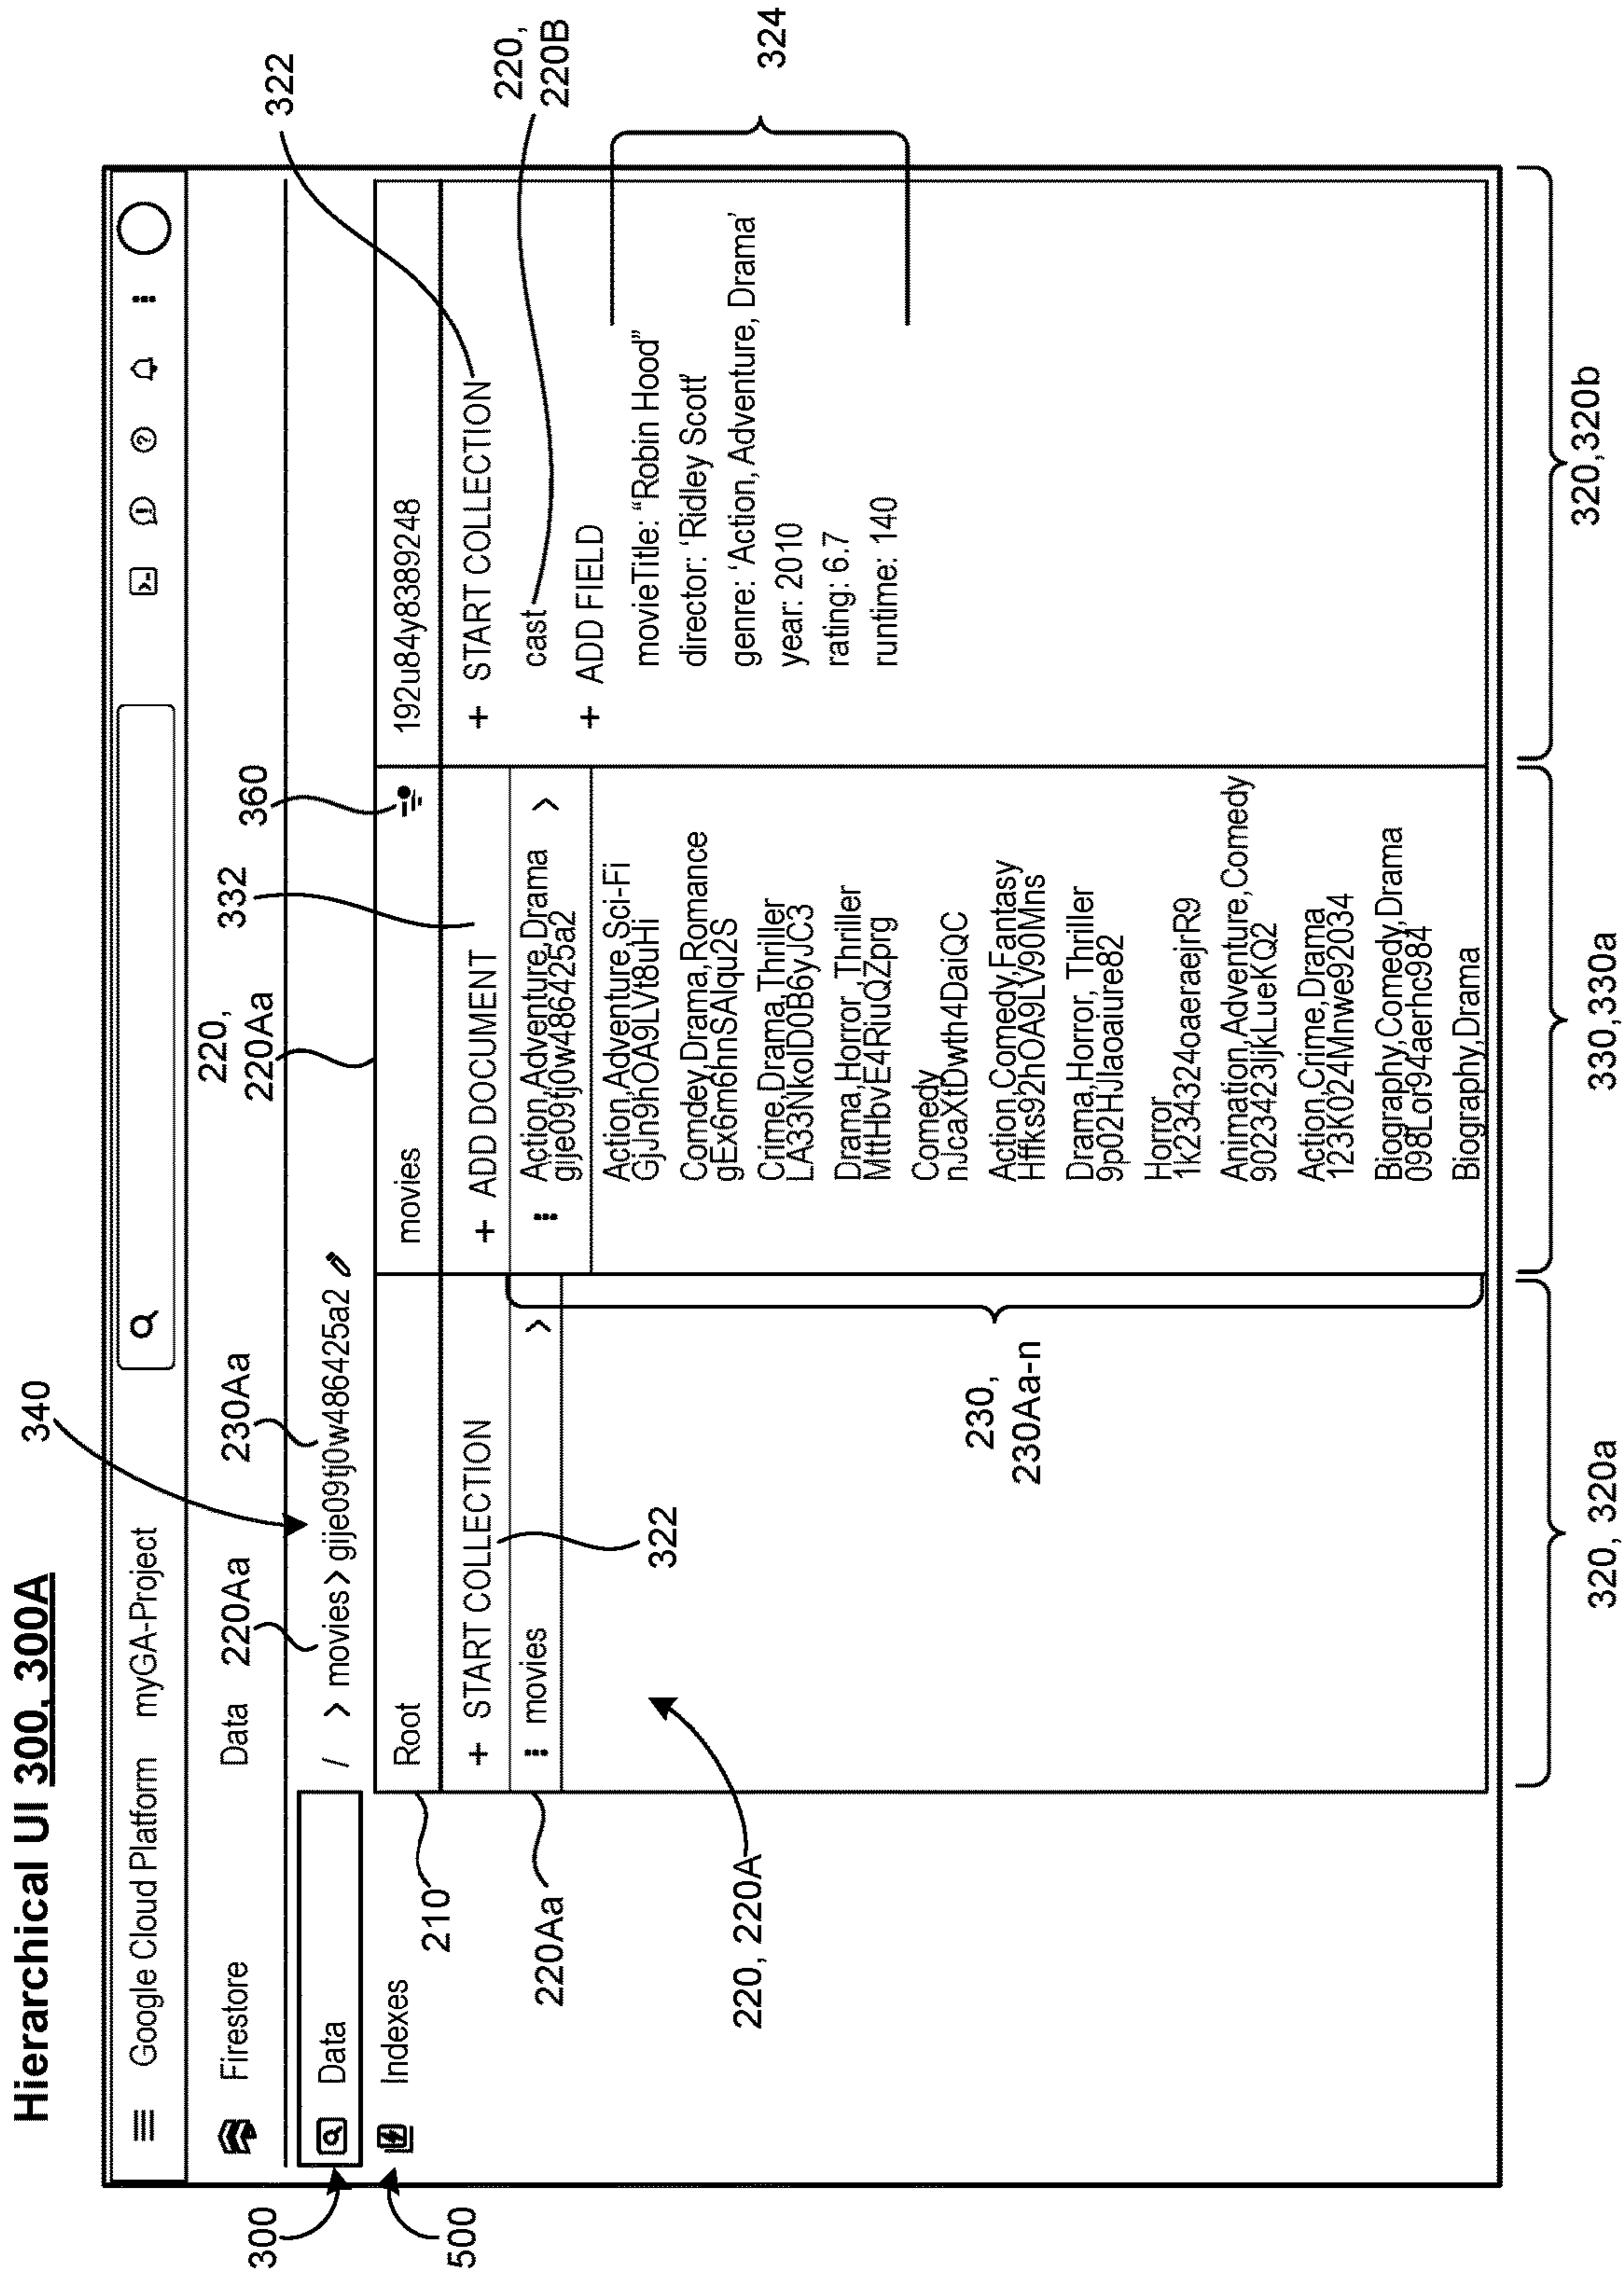 Hierarchical UI 300, 300A
340
Google Cloud Platform myGA-Project
Firestore Data
220Aa
230Aa
220,
220Aa
332
360
322
220,
220B
324
300
Data
500
Indexes
/ > movies > gije09tj0w486425a2
210
Root
+ START COLLECTION
322
220Aa
movies >
220, 220A
230,
230Aa-n
movies
+ ADD DOCUMENT
Action,Adventure,Drama >
gije09tj0w486425a2
Action,Adventure,Sci-Fi
GjJn9hOA9LVt8uHi
Comdey,Drama,Romance
gEx6m6hnSAlqu2S
Crime,Drama,Thriller
LA33NkolD0B6yJC3
Drama,Horror,Thriller
MttHbvE4RiuQZprg
Comedy
nJcaXtDwth4DaiQC
Action,Comedy,Fantasy
Hffks92hOA9LV90Mns
Drama,Horror, Thriller
9p02HJlaoaiure82
Horror
1k234324oaeraejrR9
Animation,Adventure,Comedy
9023423ljkLueKQ2
Action,Crime,Drama
123K024Mnwe92034
Biography,Comedy,Drama
098Lor94aerhc984
Biography,Drama
192u84y8389248
+ START COLLECTION
cast
+ ADD FIELD
movieTitle: “Robin Hood”
director: ‘Ridley Scott’
genre: ‘Action, Adventure, Drama’
year: 2010
rating: 6.7
runtime: 140
320, 320a
330,330a
320,320b